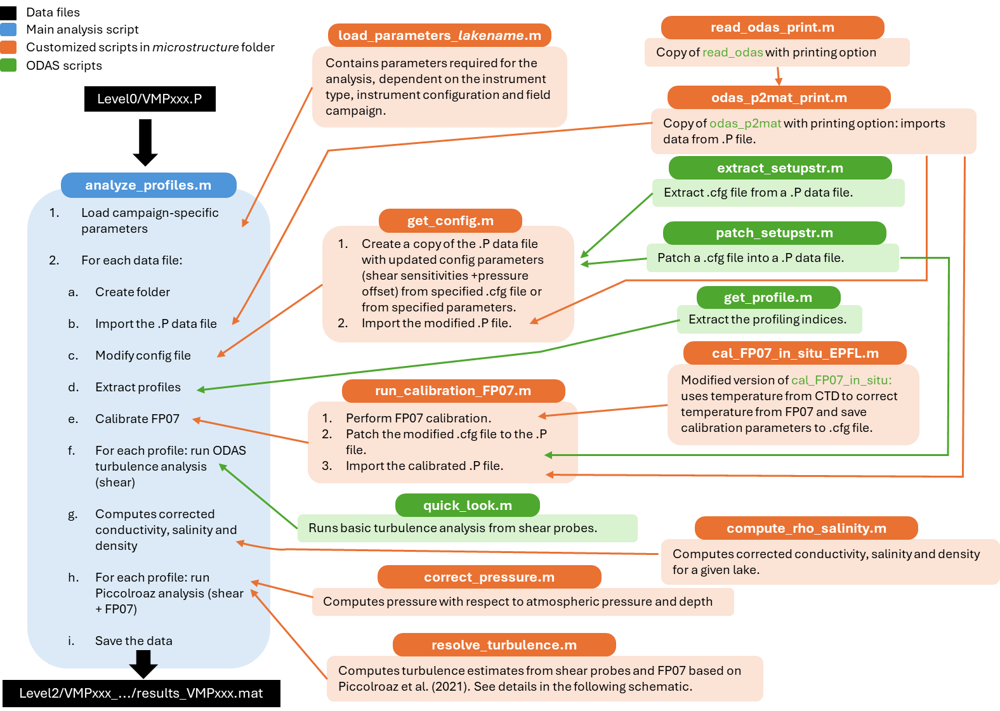 Data files
Main analysis script
Customized scripts in microstructure folder
ODAS scripts
Level0/VMPxxx.P
analyze_profiles.m
1. Load campaign-specific
parameters
2. For each data file:
a. Create folder
b. Import the .P data file
c. Modify config file
d. Extract profiles
e. Calibrate FP07
f. For each profile: run ODAS
turbulence analysis
(shear)
g. Computes corrected
conductivity, salinity and
density
h. For each profile: run
Piccolroaz analysis (shear
+ FP07)
i. Save the data
Level2/VMPxxx_.../results_VMPxxx.mat
load_parameters_lakename.m
Contains parameters required for the
analysis, dependent on the instrument
type, instrument configuration and field
campaign.
get_config.m
1. Create a copy of the .P data file
with updated config parameters
(shear sensitivities +pressure
offset) from specified .cfg file or
from specified parameters.
2. Import the modified .P file.
run_calibration_FP07.m
1. Perform FP07 calibration.
2. Patch the modified .cfg file to the .P
file.
3. Import the calibrated .P file.
quick_look.m
Runs basic turbulence analysis from shear probes.
correct_pressure.m
Computes pressure with respect to atmospheric pressure and depth
resolve_turbulence.m
Computes turbulence estimates from shear probes and FP07 based on
Piccolroaz et al. (2021). See details in the following schematic.
read_odas_print.m
Copy of read_odas with printing option
odas_p2mat_print.m
Copy of odas_p2mat with printing option: imports
data from .P file.
extract_setupstr.m
Extract .cfg file from a .P data file.
patch_setupstr.m
Patch a .cfg file into a .P data file.
get_profile.m
Extract the profiling indices.
cal_FP07_in_situ_EPFL.m
Modified version of cal_FP07_in_situ:
uses temperature from CTD to correct
temperature from FP07 and save
calibration parameters to .cfg file.
compute_rho_salinity.m
Computes corrected conductivity, salinity and density
for a given lake.